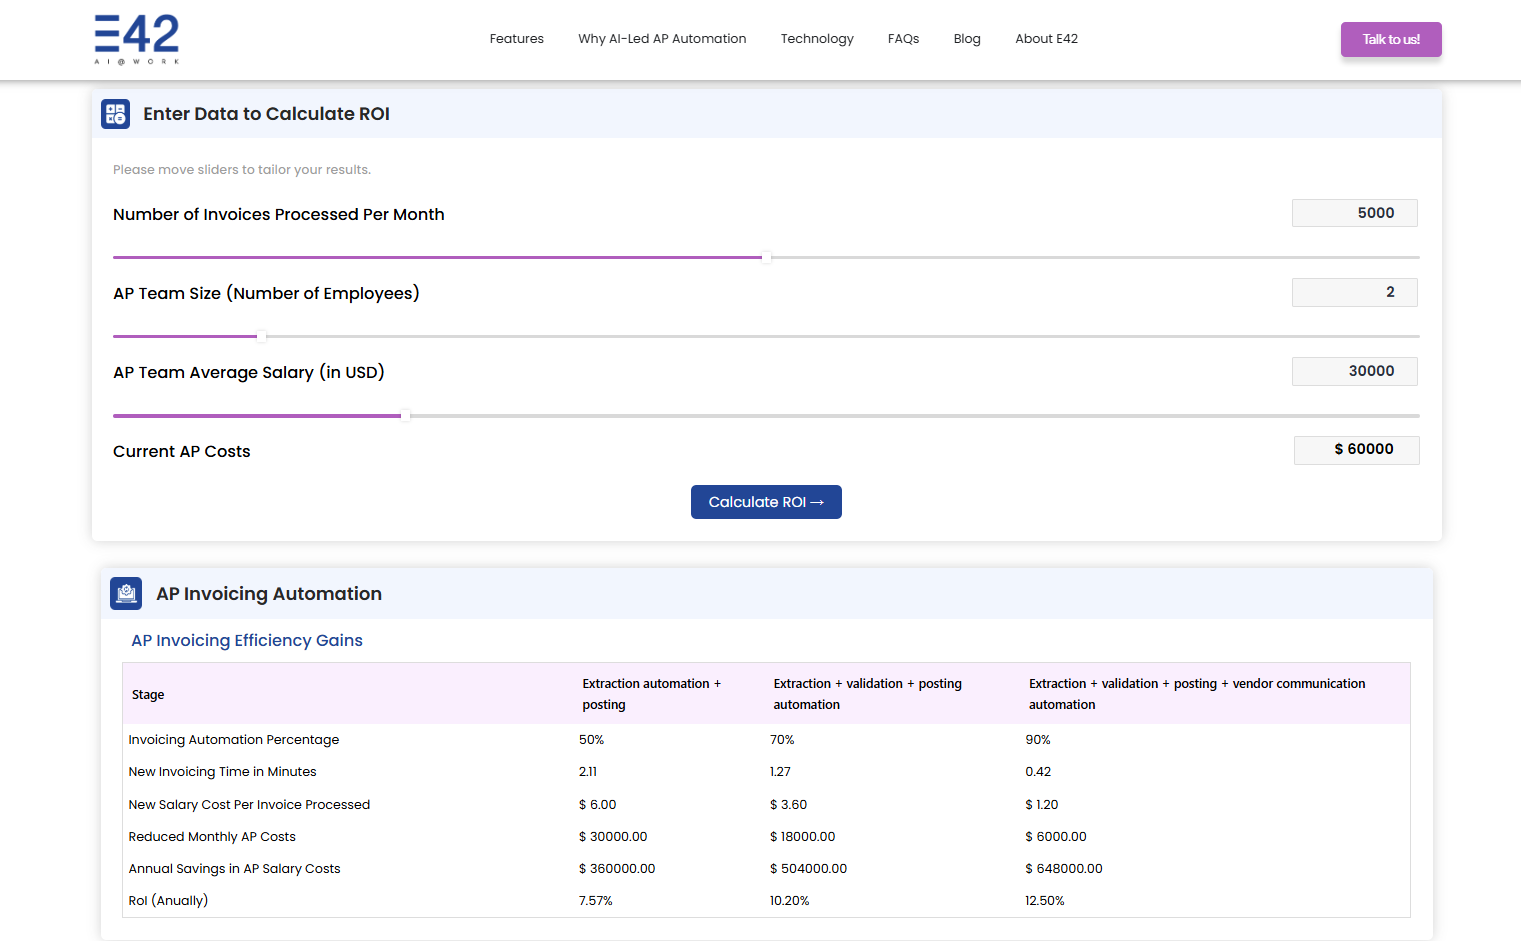 E42
AI@WORK
Features Why AI-Led AP Automation Technology FAQs Blog About E42 Talk to us!
Enter Data to Calculate ROI
Please move sliders to tailor your results.
Number of Invoices Processed Per Month 5000
AP Team Size (Number of Employees) 2
AP Team Average Salary (in USD) 30000
Current AP Costs $ 60000
Calculate ROI →
AP Invoicing Automation
AP Invoicing Efficiency Gains
Stage Extraction automation + posting Extraction + validation + posting automation Extraction + validation + posting + vendor communication automation
Invoicing Automation Percentage 50% 70% 90%
New Invoicing Time in Minutes 2.11 1.27 0.42
New Salary Cost Per Invoice Processed $ 6.00 $ 3.60 $ 1.20
Reduced Monthly AP Costs $ 30000.00 $ 18000.00 $ 6000.00
Annual Savings in AP Salary Costs $ 360000.00 $ 504000.00 $ 648000.00
RoI (Anually) 7.57% 10.20% 12.50%